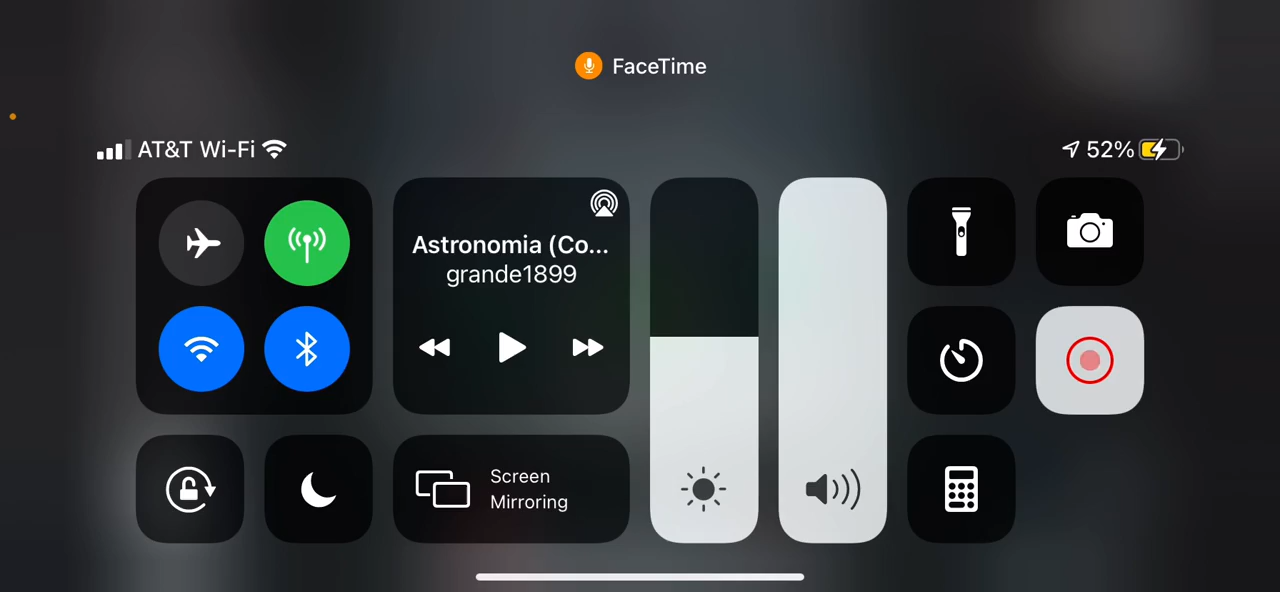 FaceTime
AT&T Wi-Fi
52%
Astronomia (Co...
grande1899
Screen
Mirroring